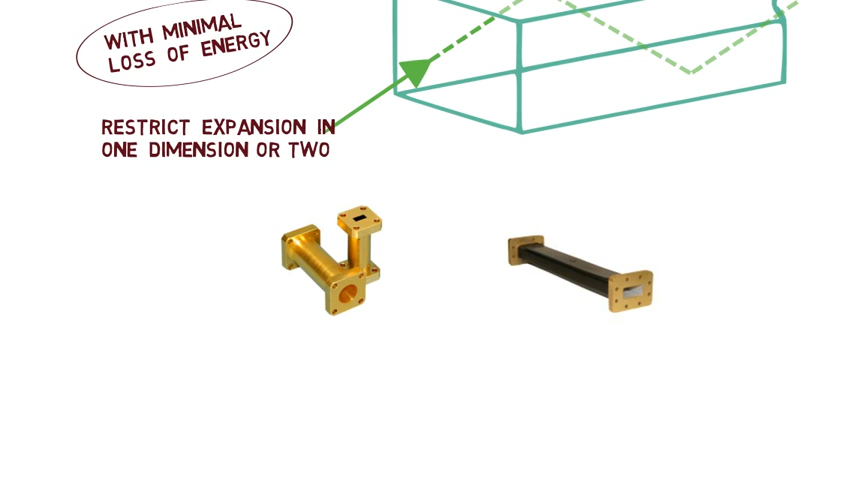 WITH MINIMAL
LOSS OF ENERGY
RESTRICT EXPANSION IN
ONE DIMENSION OR TWO